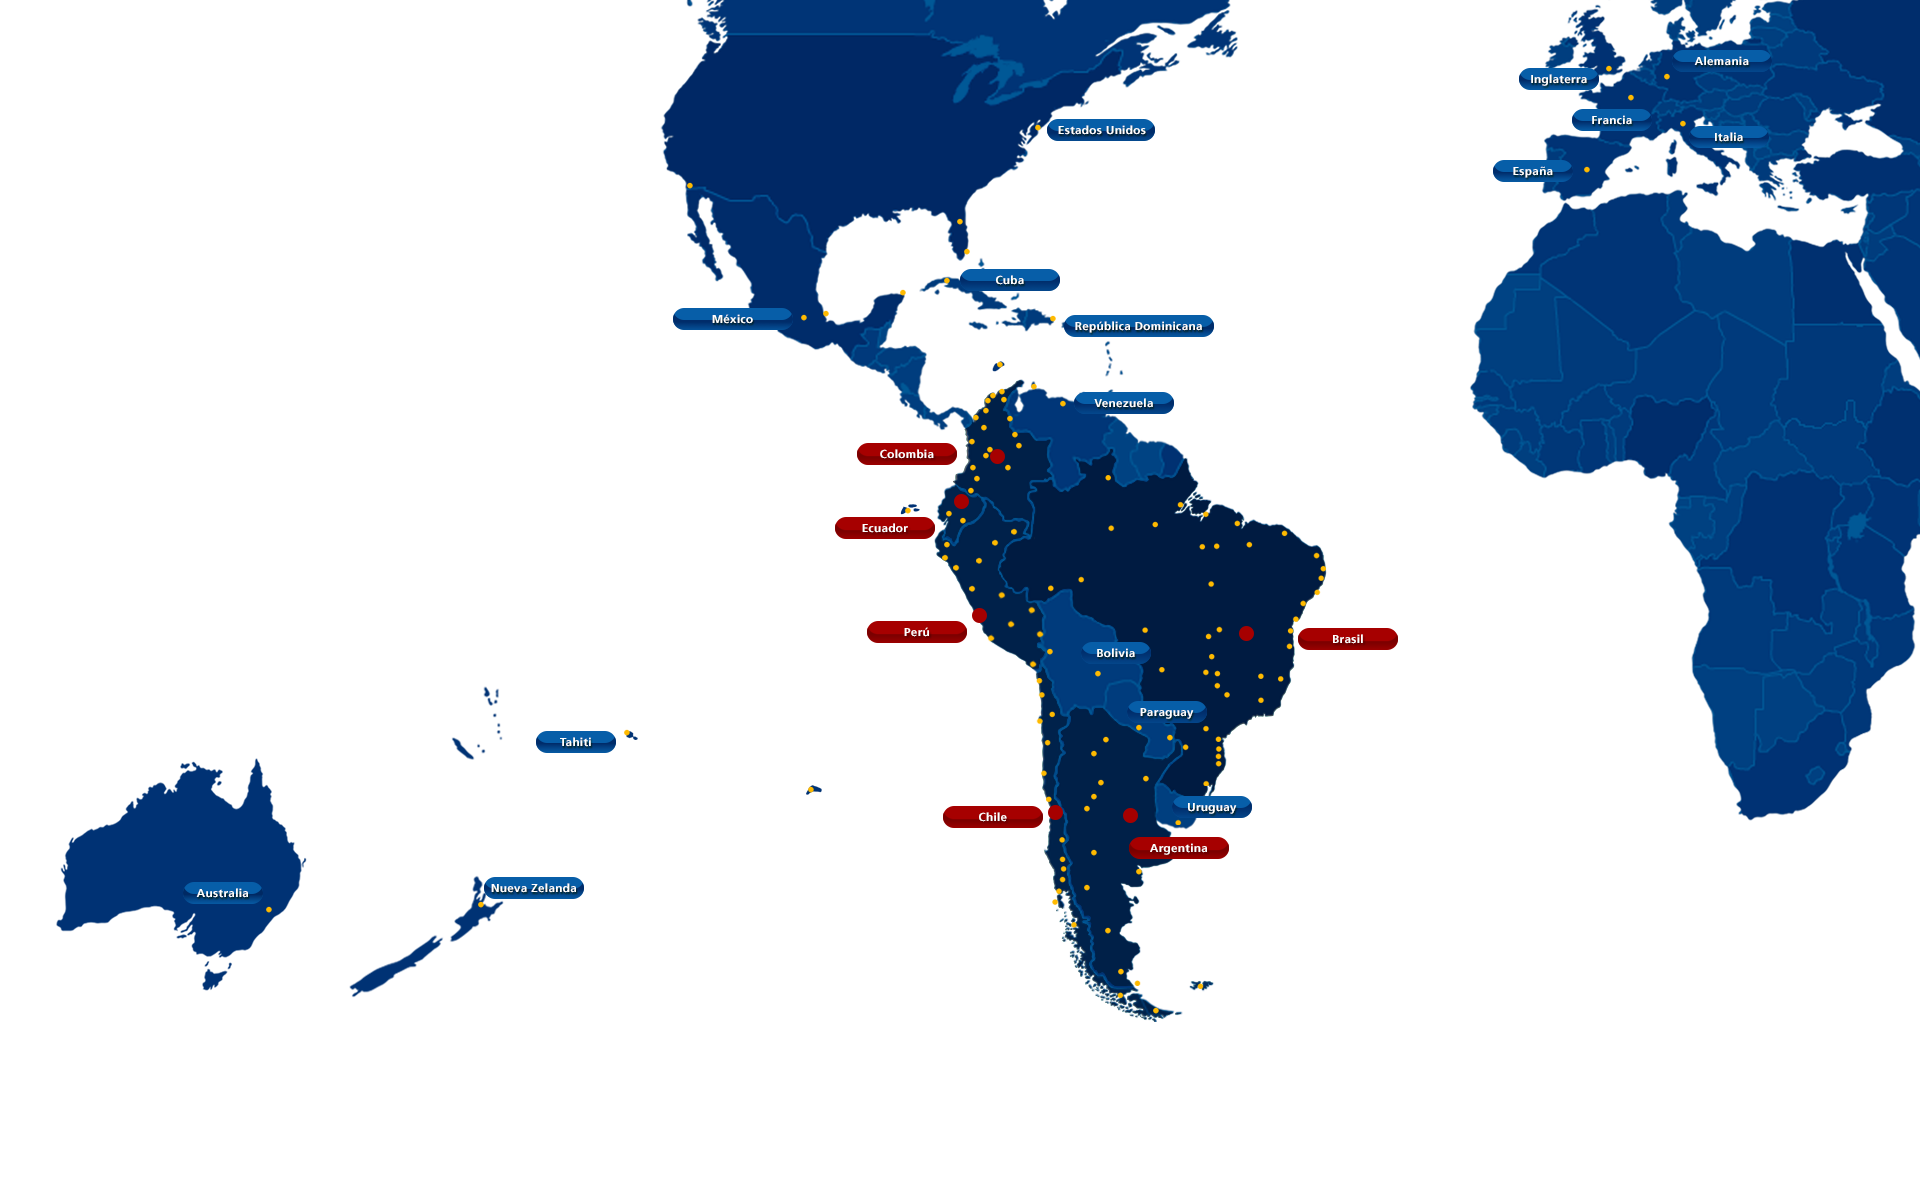 Alemania
Inglaterra
Francia
Estados Unidos
Italia
España
Cuba
México
República Dominicana
Venezuela
Colombia
Ecuador
Perú
Brasil
Bolivia
Paraguay
Tahiti
Uruguay
Chile
Argentina
Nueva Zelanda
Australia